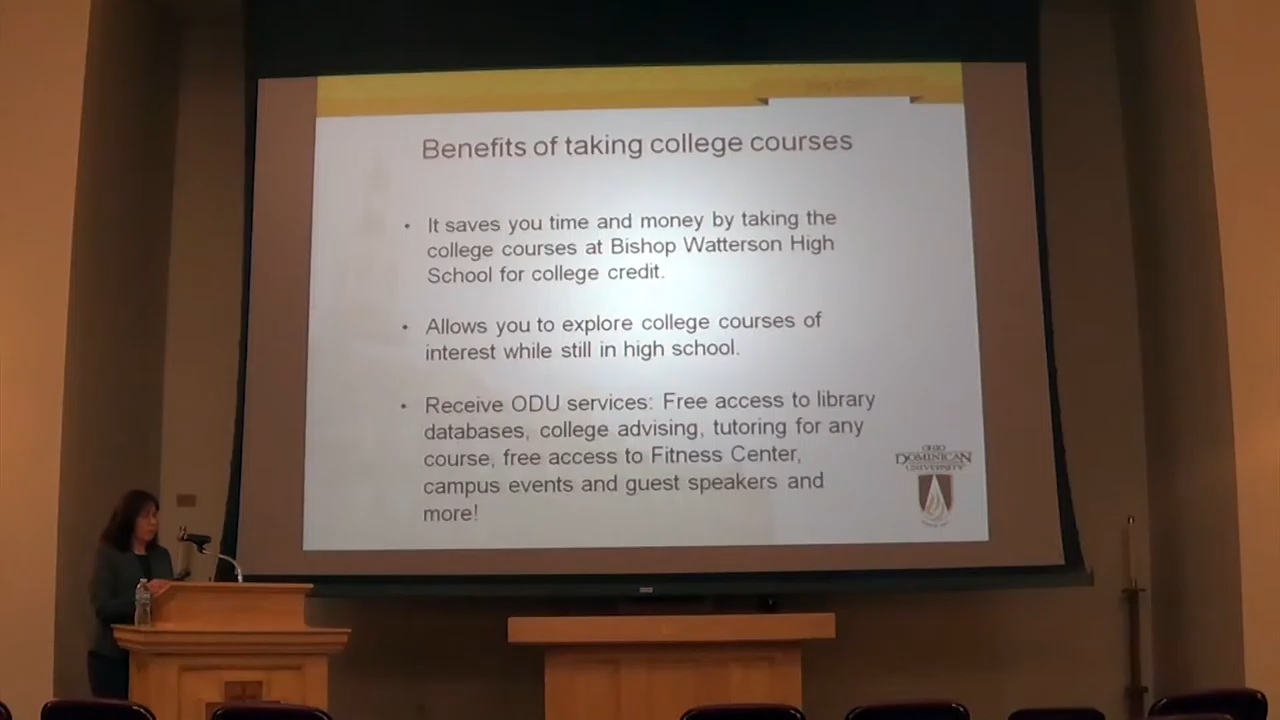 Benefits of taking college courses
• It saves you time and money by taking the
college courses at Bishop Watterson High
School for college credit.
• Allows you to explore college courses of
interest while still in high school.
• Receive ODU services: Free access to library
databases, college advising, tutoring for any
course, free access to Fitness Center,
campus events and guest speakers and
more!
OHIO
DOMINICAN
UNIVERSITY